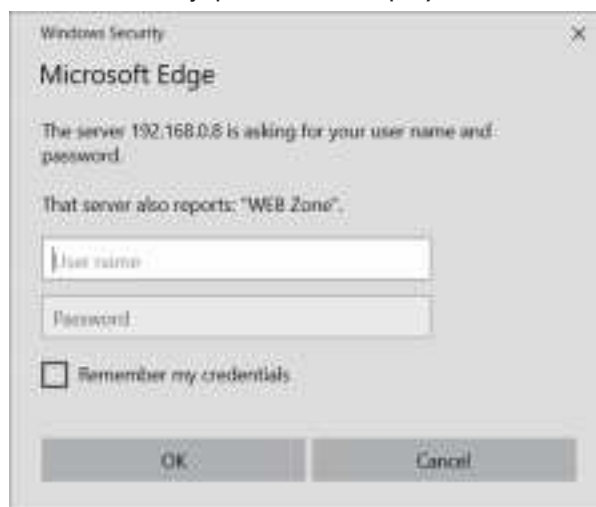 Windows Security
Microsoft Edge
The server 192.168.0.8 is asking for your user name and
password.
That server also reports: "WEB Zone".
User name
Password
Remember my credentials
OK
Cancel